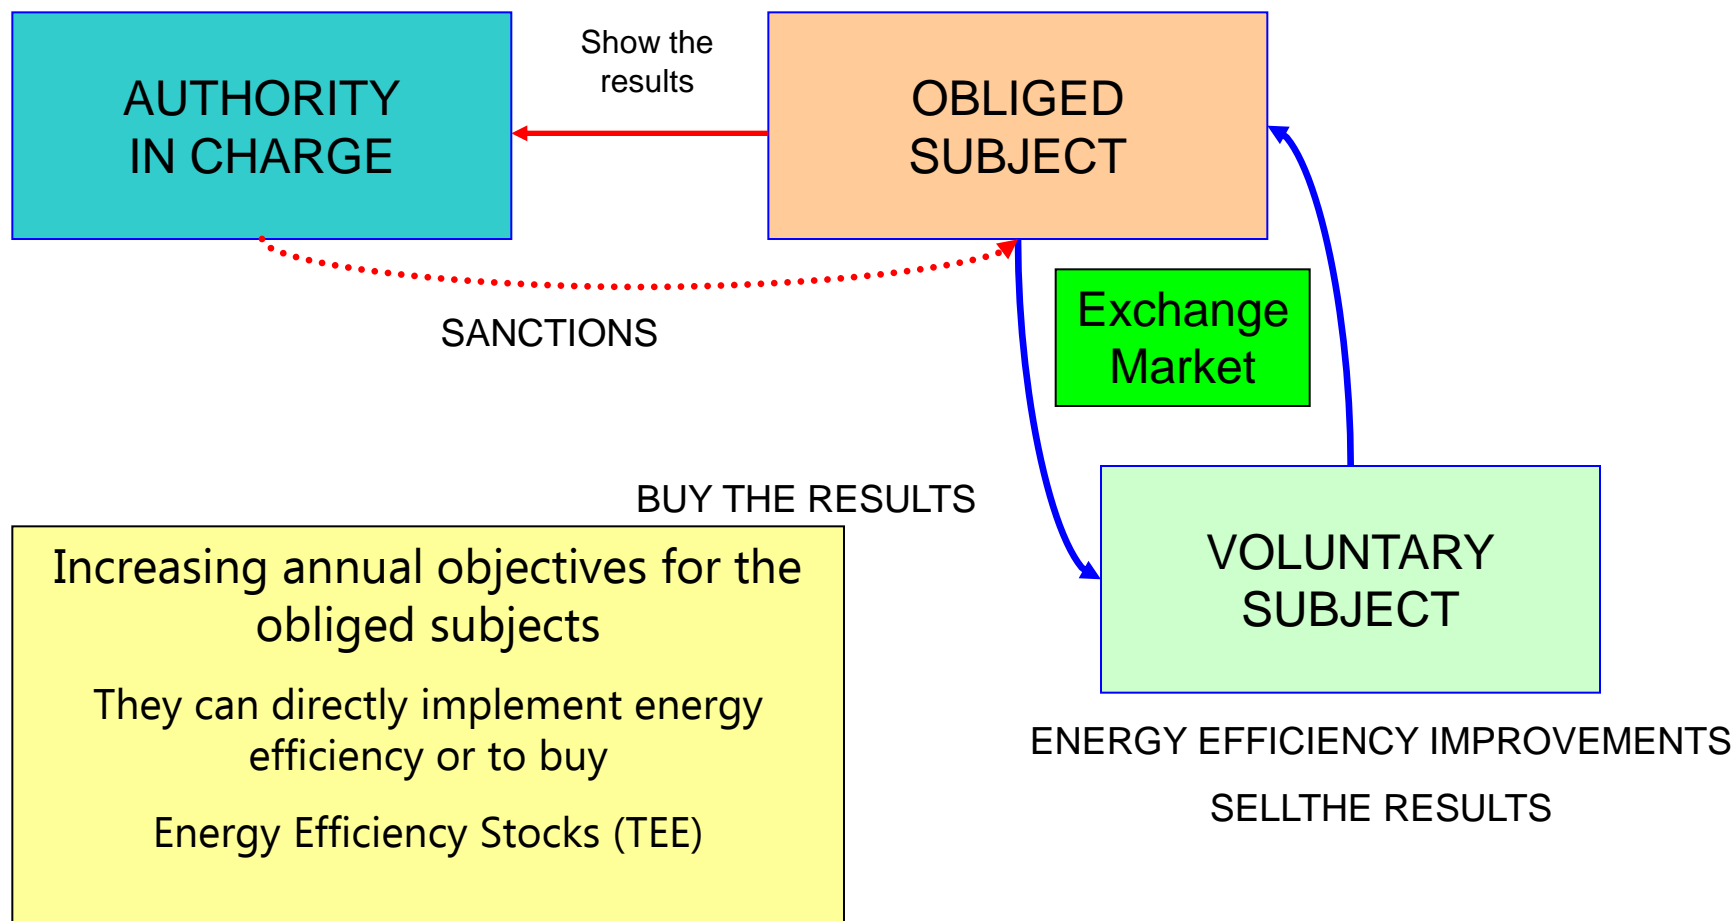 AUTHORITY
IN CHARGE
Show the
results
OBLIGED
SUBJECT
SANCTIONS
Exchange
Market
BUY THE RESULTS
VOLUNTARY
SUBJECT
ENERGY EFFICIENCY IMPROVEMENTS
SELLTHE RESULTS
Increasing annual objectives for the
obliged subjects
They can directly implement energy
efficiency or to buy
Energy Efficiency Stocks (TEE)